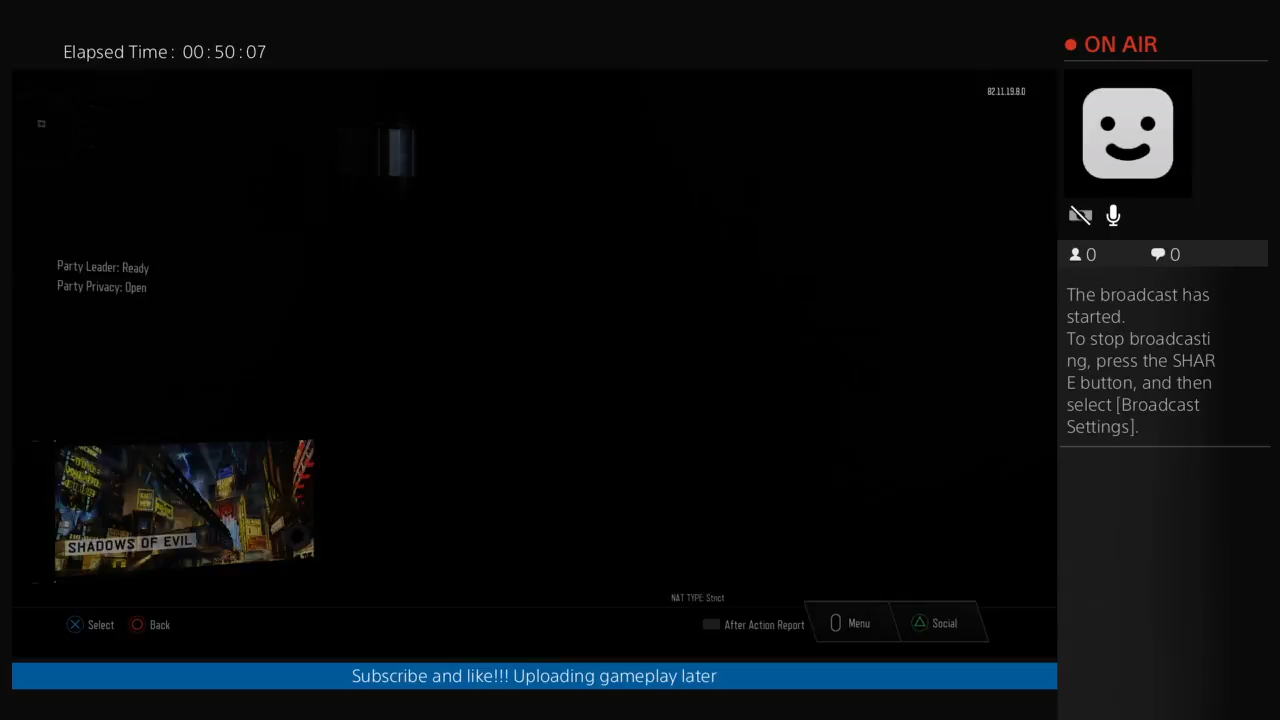 Elapsed Time: 00:50:07
ON AIR
82.11.19.8.0
0 0
Party Leader: Ready
Party Privacy: Open
The broadcast has
started.
To stop broadcasti
ng, press the SHAR
E button, and then
select [Broadcast
Settings].
SHADOWS OF EVIL
NAT TYPE: Strict
Select Back After Action Report Menu Social
Subscribe and like!!! Uploading gameplay later